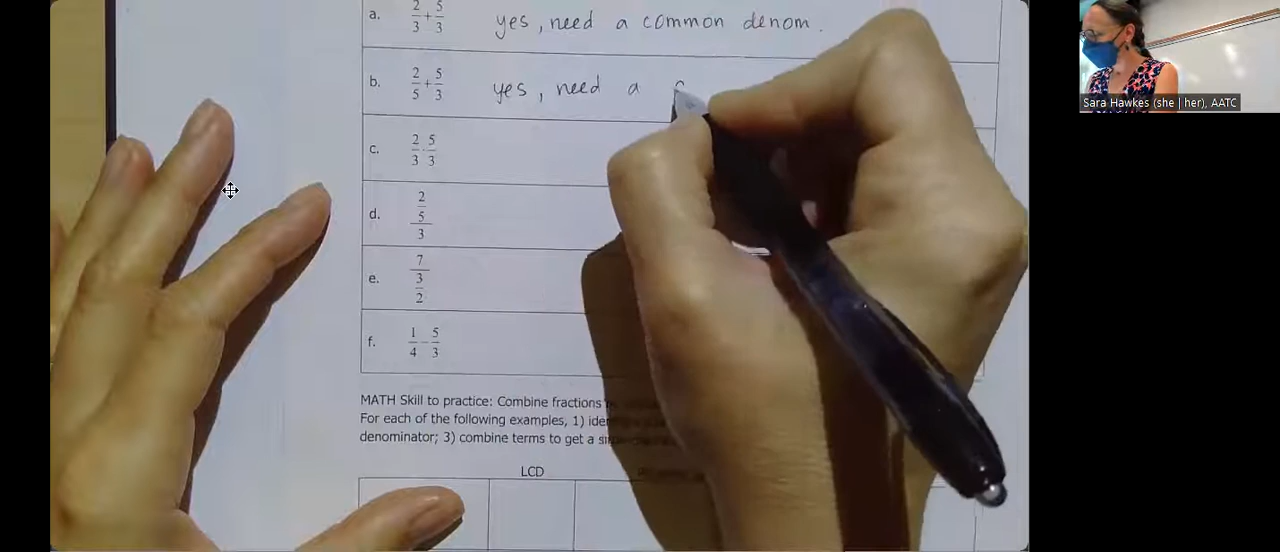 a. 2/3 + 5/3 yes, need a common denom.
b. 2/5 + 5/3 yes, need a
c. 2/3 · 5/3
d. 2/5/3
e. 7/3/2
f. 1/4 - 5/3
MATH Skill to practice: Combine fractions
For each of the following examples, 1)
denominator; 3) combine terms to get a
LCD
Sara Hawkes (she | her), AATC